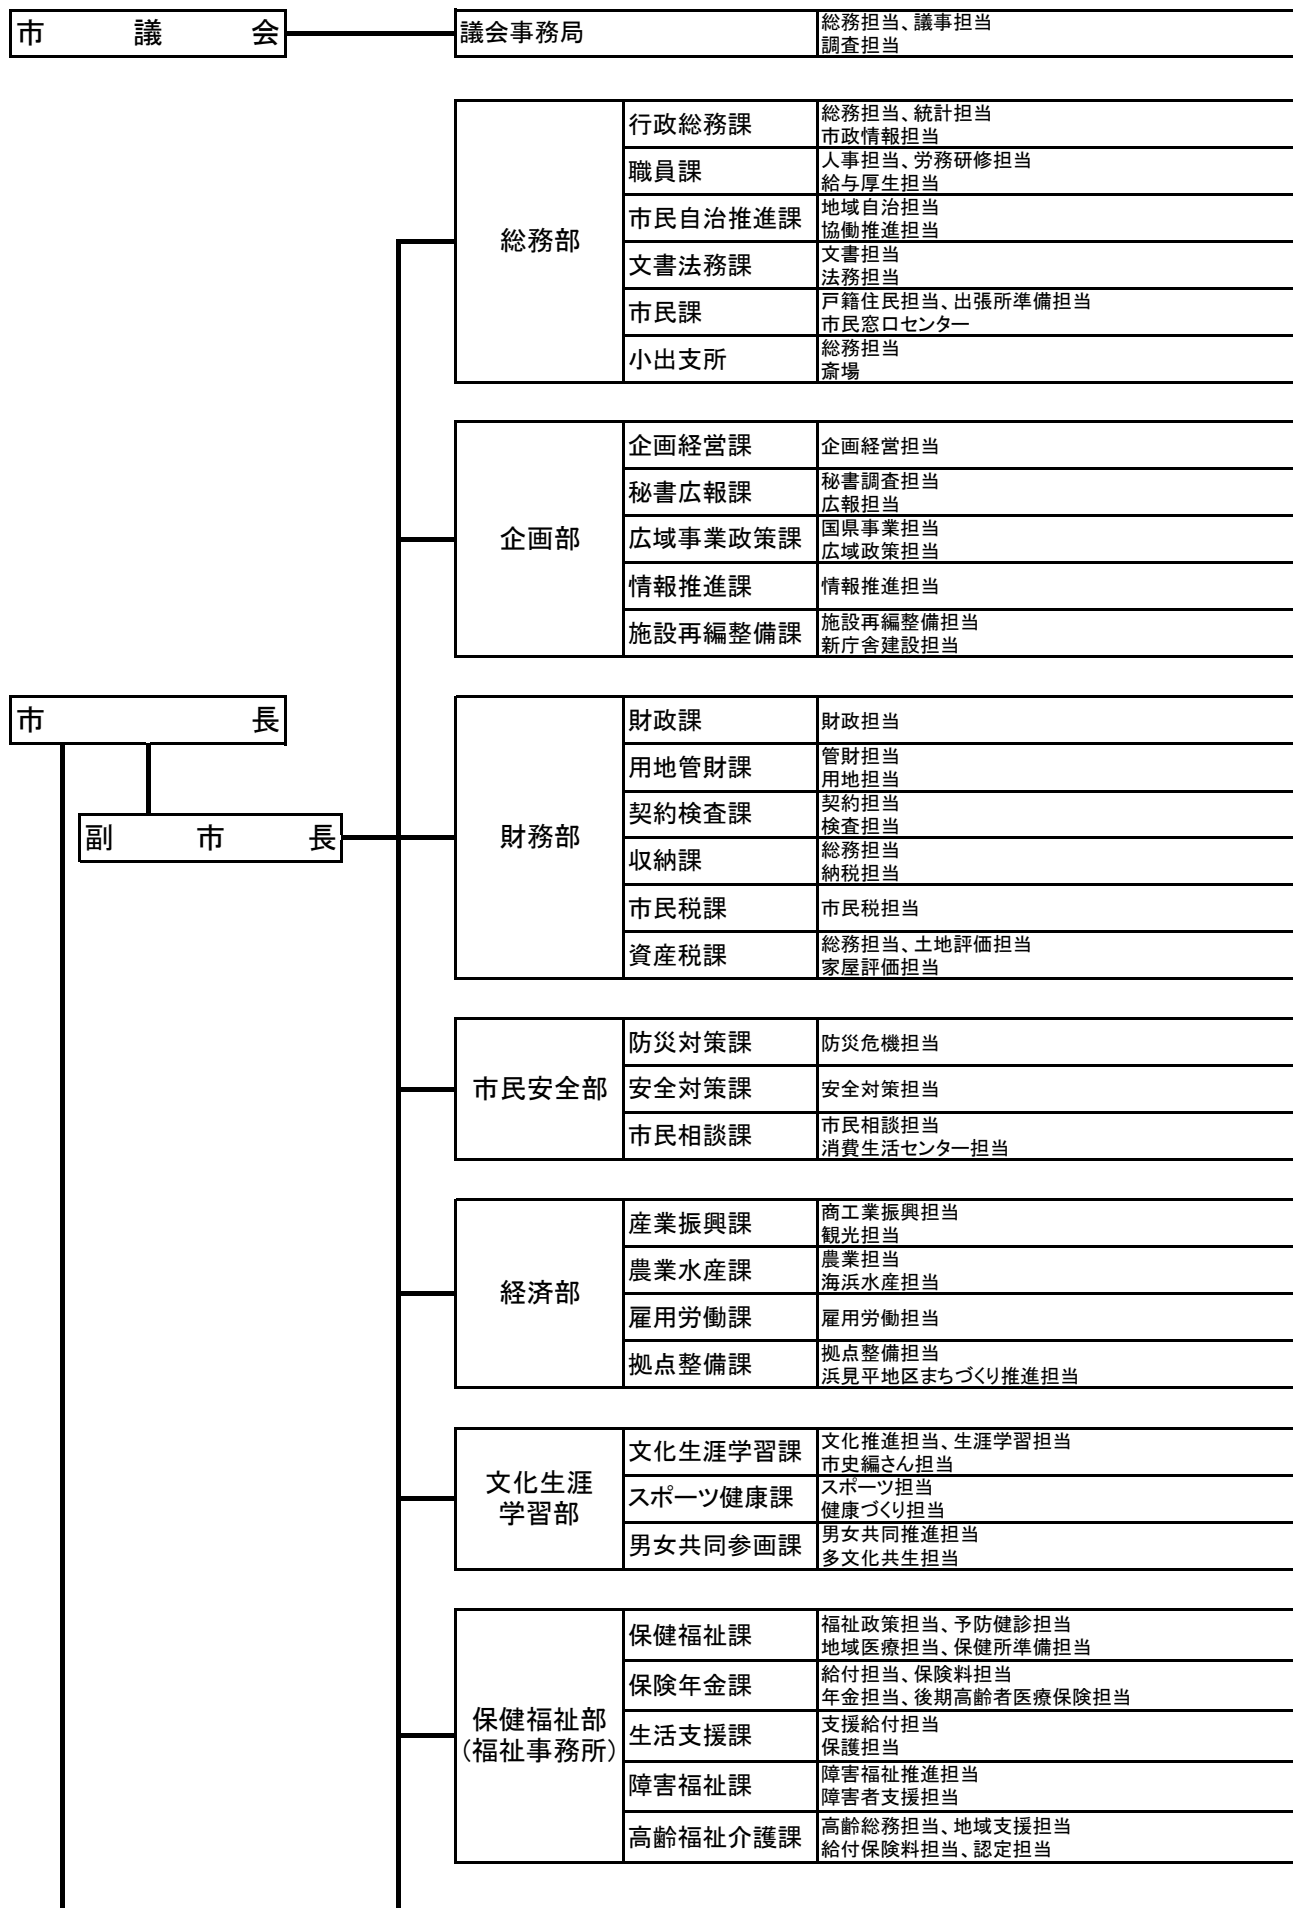 市議会
議会事務局
総務担当、議事担当
調査担当
総務部
行政総務課
総務担当、統計担当
市政情報担当
職員課
人事担当、労務研修担当
給与厚生担当
市民自治推進課
地域自治担当
協働推進担当
文書法務課
文書担当
法務担当
市民課
戸籍住民担当、出張所準備担当
市民窓口センター
小出支所
総務担当
斎場
企画部
企画経営課
企画経営担当
秘書広報課
秘書調査担当
広報担当
広域事業政策課
国県事業担当
広域政策担当
情報推進課
情報推進担当
施設再編整備課
施設再編整備担当
新庁舎建設担当
市長
副市長
財務部
財政課
財政担当
用地管財課
管財担当
用地担当
契約検査課
契約担当
検査担当
収納課
総務担当
納税担当
市民税課
市民税担当
資産税課
総務担当、土地評価担当
家屋評価担当
市民安全部
防災対策課
防災危機担当
安全対策課
安全対策担当
市民相談課
市民相談担当
消費生活センター担当
経済部
産業振興課
商工業振興担当
観光担当
農業水産課
農業担当
海浜水産担当
雇用労働課
雇用労働担当
拠点整備課
拠点整備担当
浜見平地区まちづくり推進担当
文化生涯
学習部
文化生涯学習課
文化推進担当、生涯学習担当
市史編さん担当
スポーツ健康課
スポーツ担当
健康づくり担当
男女共同参画課
男女共同推進担当
多文化共生担当
保健福祉部
(福祉事務所)
保健福祉課
福祉政策担当、予防健診担当
地域医療担当、保健所準備担当
保険年金課
給付担当、保険料担当
年金担当、後期高齢者医療保険担当
生活支援課
支援給付担当
保護担当
障害福祉課
障害福祉推進担当
障害者支援担当
高齢福祉介護課
高齢総務担当、地域支援担当
給付保険料担当、認定担当